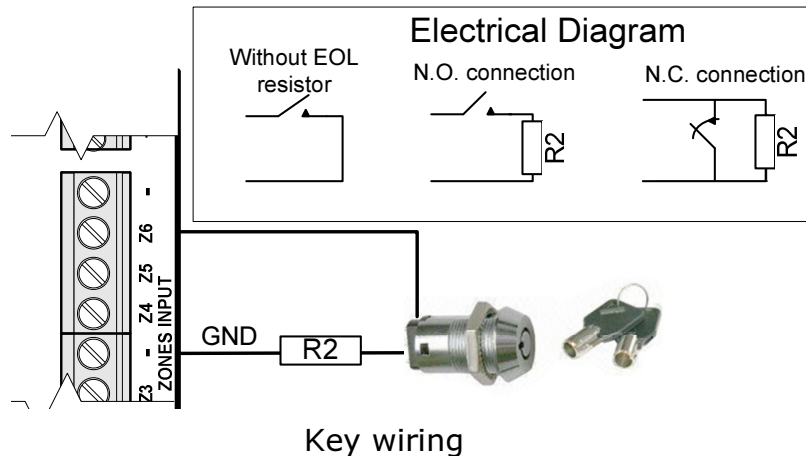 Electrical Diagram
Without EOL
resistor
N.O. connection
N.C. connection
R2
R2
-
Z6
Z5
Z4
-
Z3
ZONES INPUT
GND
R2
Key wiring